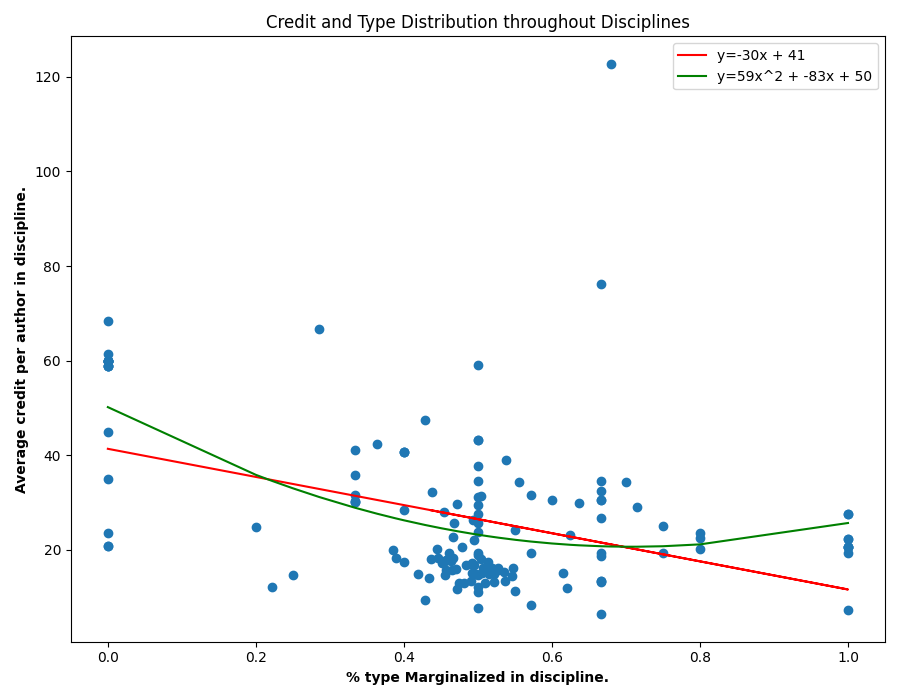 Credit and Type Distribution throughout Disciplines
y=-30x + 41
y=59x^2 + -83x + 50
Average credit per author in discipline.
120
100
80
60
40
20
0.0 0.2 0.4 0.6 0.8 1.0
% type Marginalized in discipline.